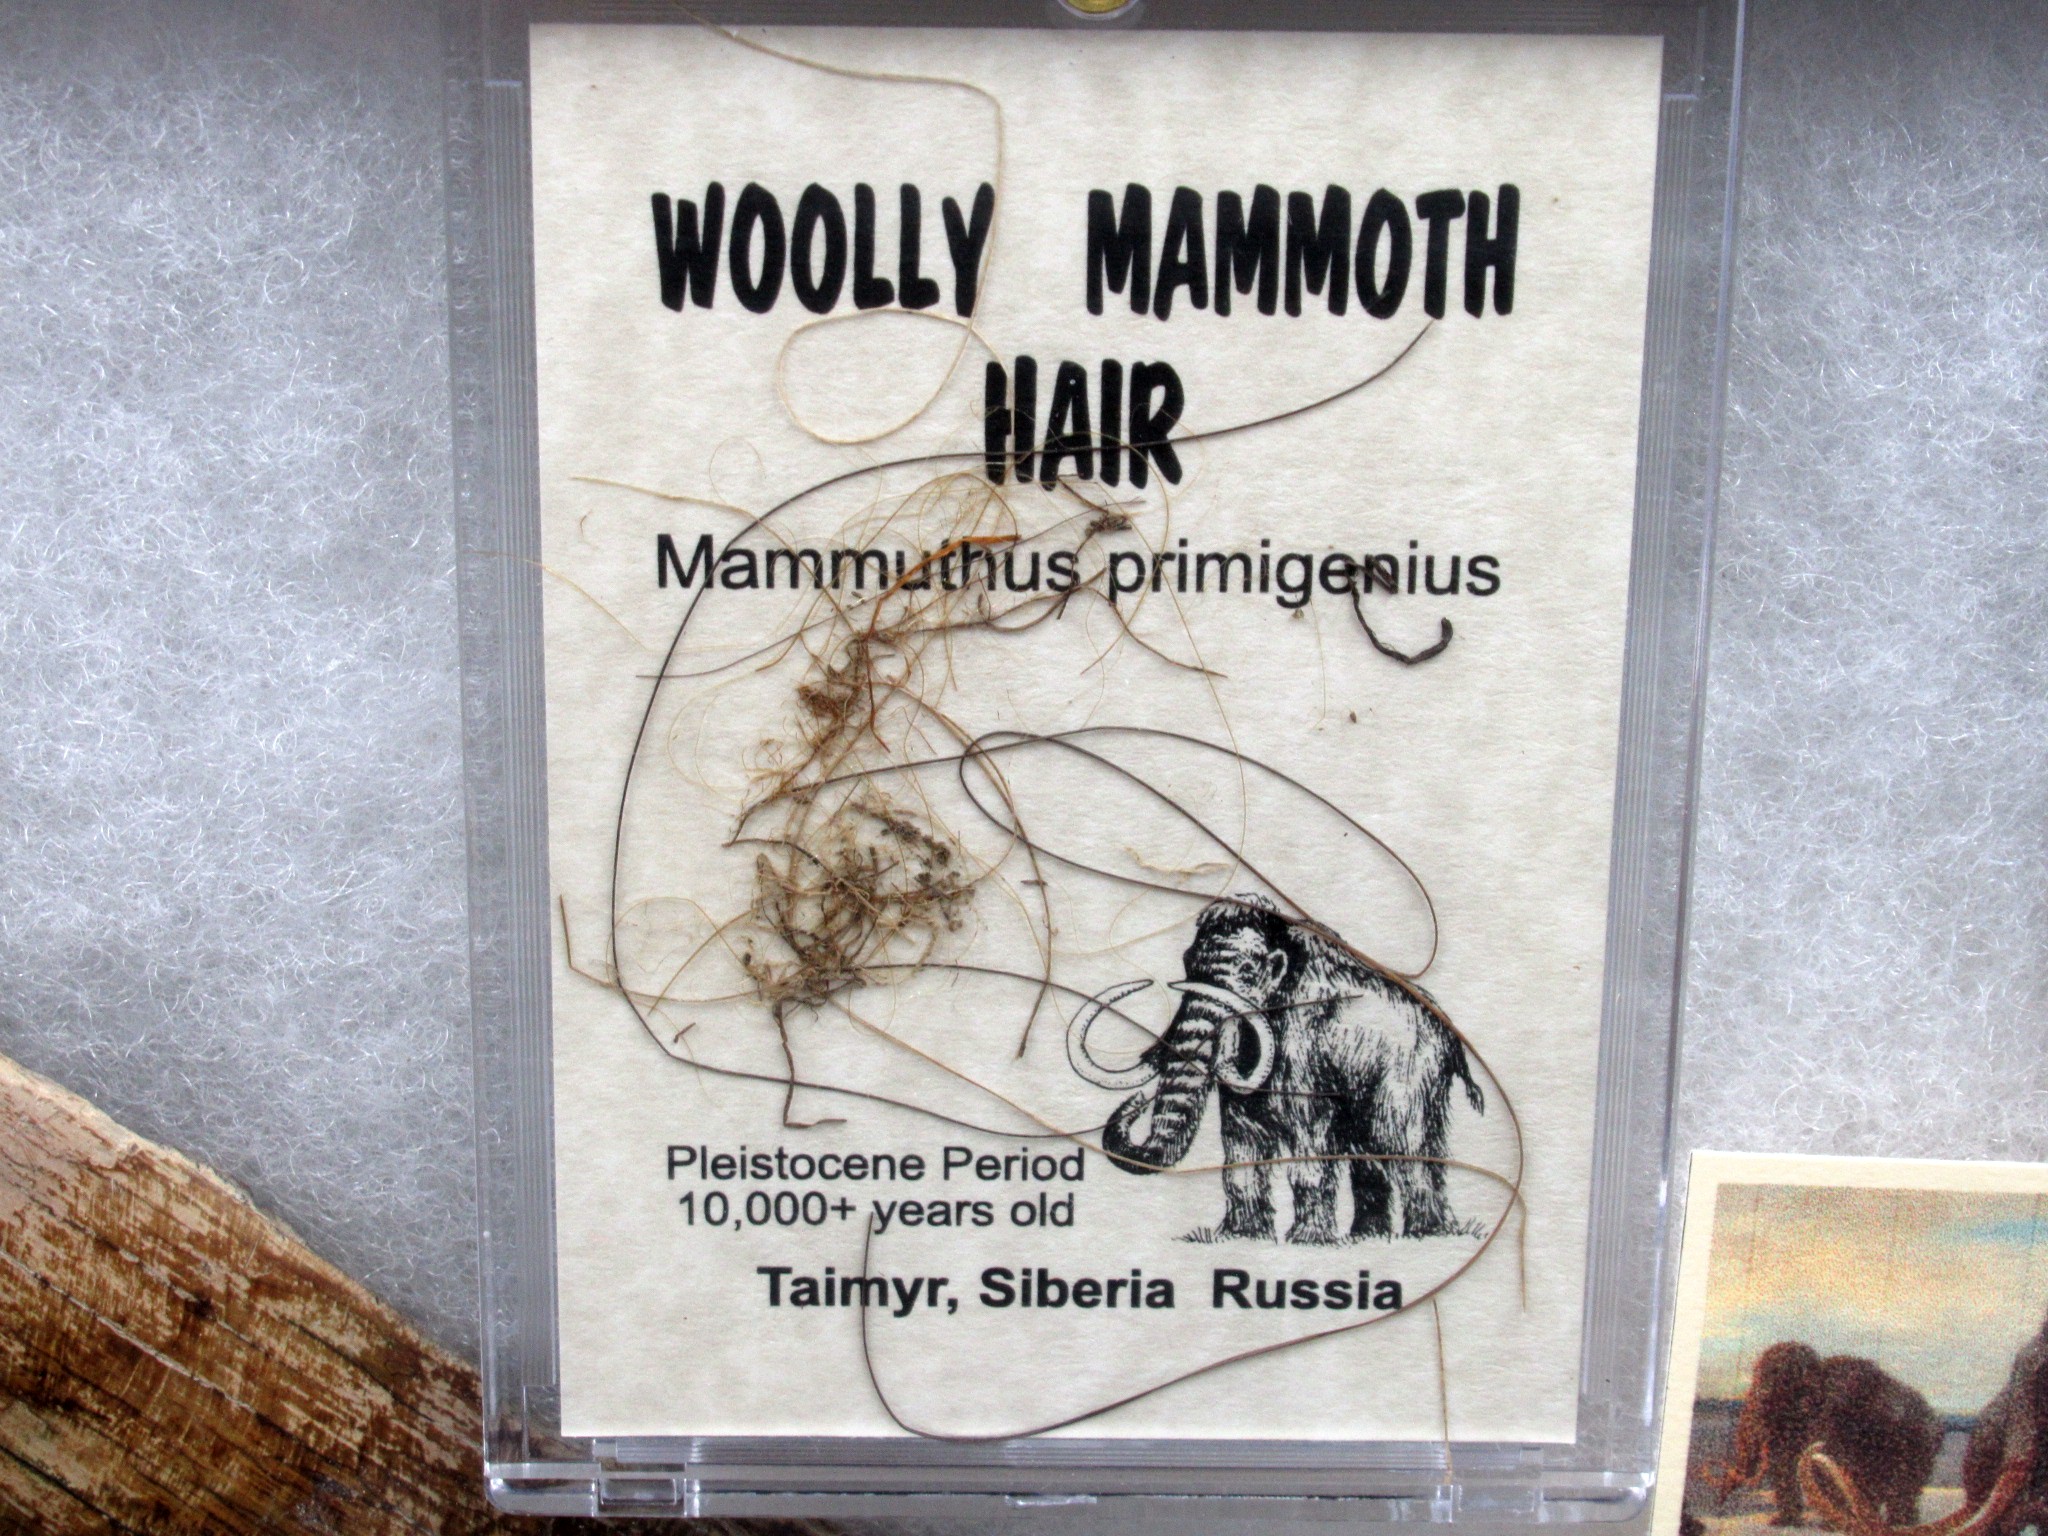 WOOLLY MAMMOTH
HAIR
Mammuthus primigenius
Pleistocene Period
10,000+ years old
Taimyr, Siberia Russia